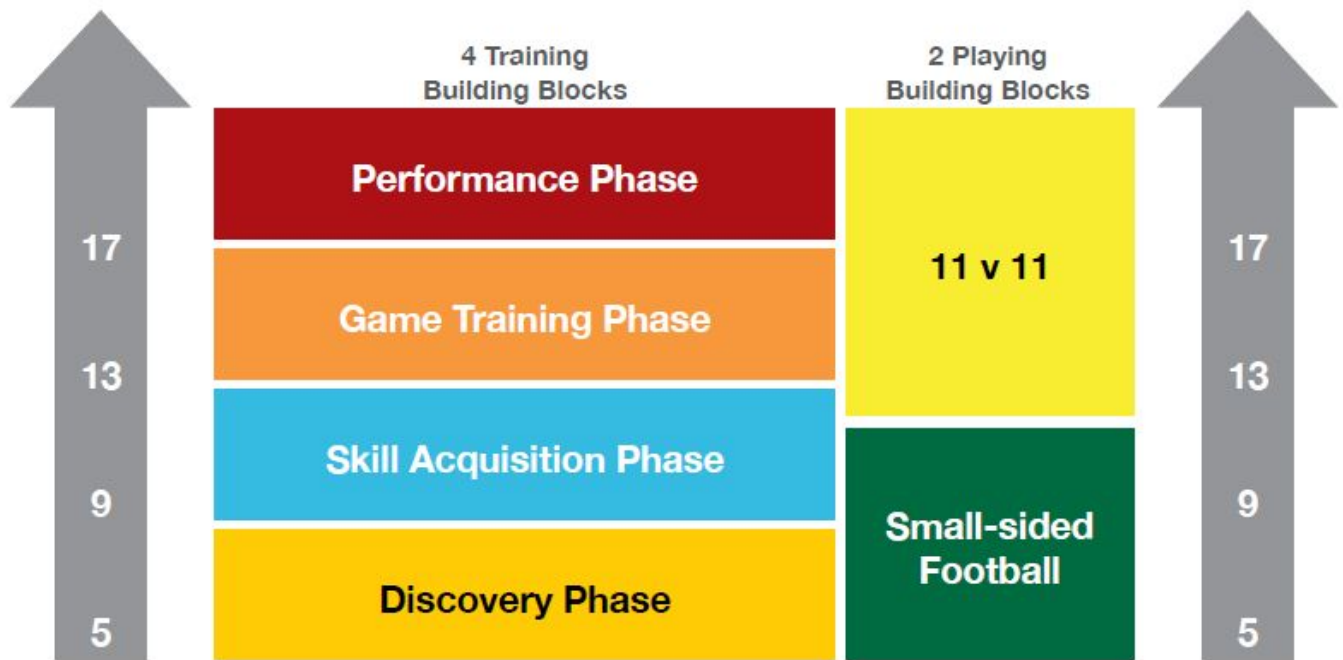 4 Training
Building Blocks
2 Playing
Building Blocks
Performance Phase
17
11 v 11
17
Game Training Phase
13
13
Skill Acquisition Phase
9
Small-sided
Football
9
Discovery Phase
5
5